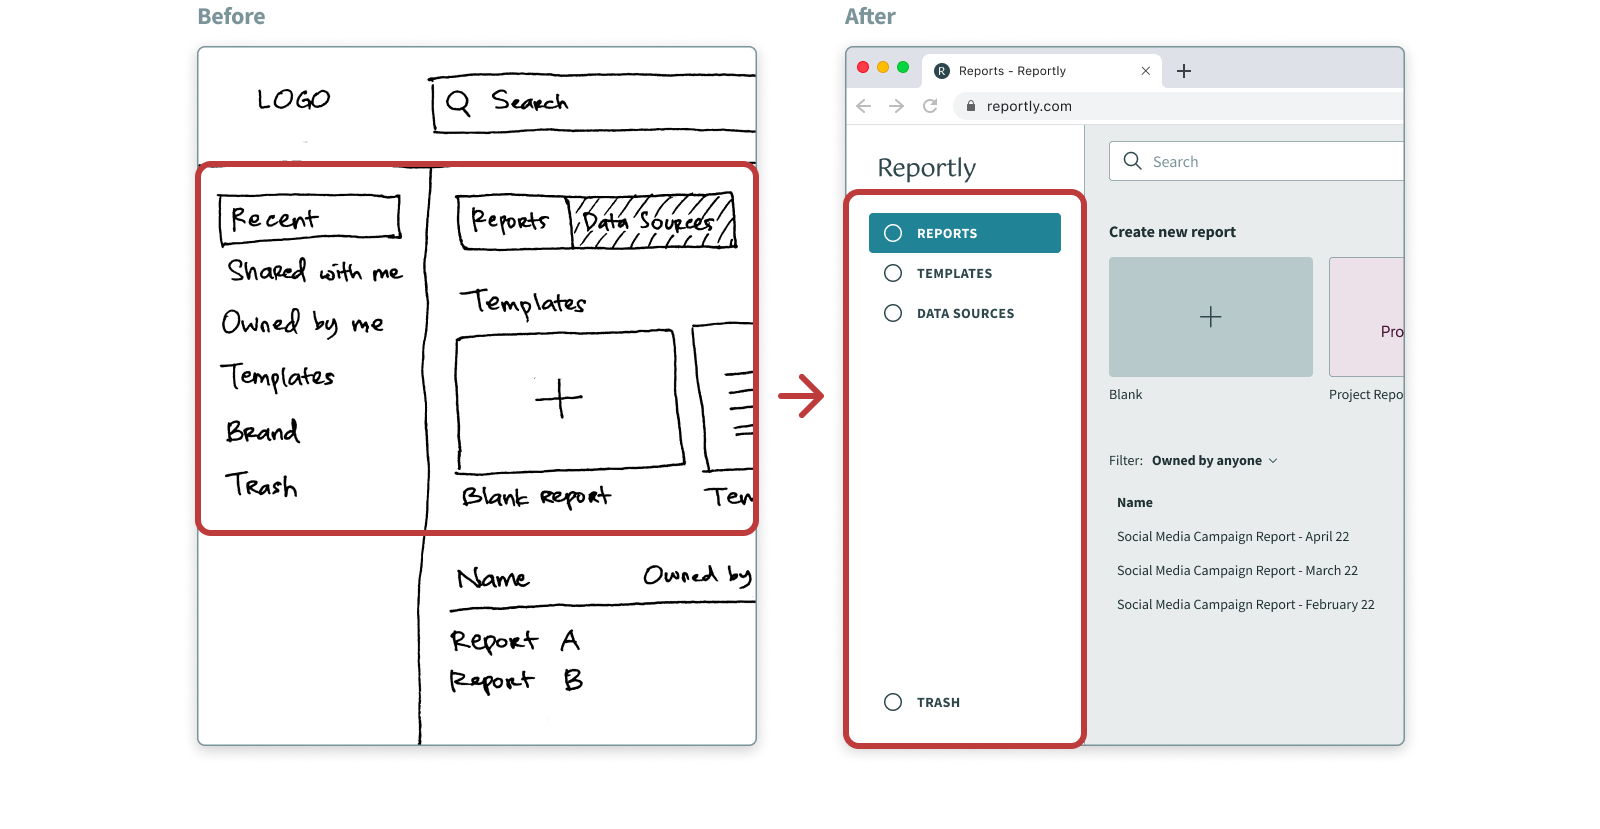 Before
LOGO
Search
Recent
Shared with me
Owned by me
Templates
Brand
Trash
Reports
Data Sources
Templates
Blank Report
Tem
Name
Owned by
Report A
Report B
After
R
Reports - Reportly
reportly.com
Reportly
REPORTS
TEMPLATES
DATA SOURCES
TRASH
Search
Create new report
Pro
Blank
Project Repo
Filter: Owned by anyone
Name
Social Media Campaign Report - April 22
Social Media Campaign Report - March 22
Social Media Campaign Report - February 22